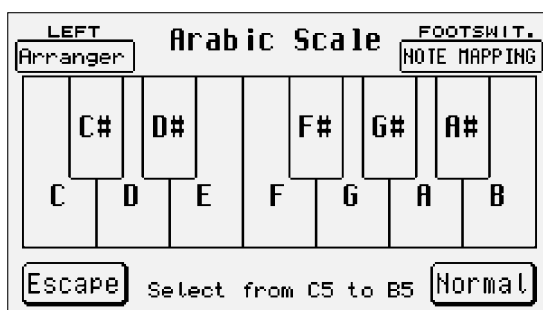 LEFT
Arabic Scale
FOOTSWIT.
Arranger
NOTE MAPPING
C# D# F# G# A#
C D E F G A B
Escape
Select from C5 to B5
Normal